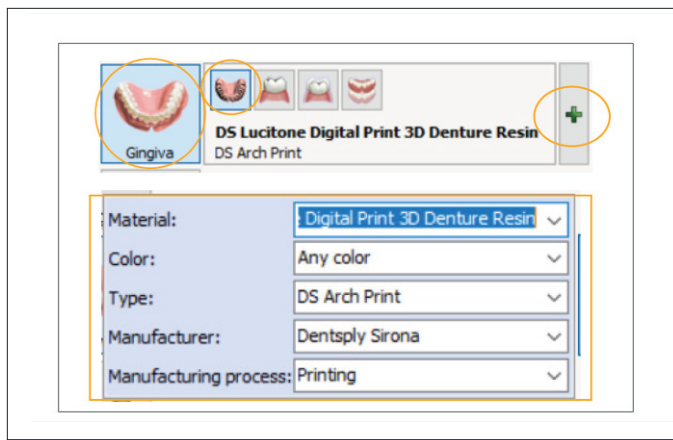 DS Lucitone Digital Print 3D Denture Resin
Gingiva DS Arch Print
Material: Digital Print 3D Denture Resin
Color: Any color
Type: DS Arch Print
Manufacturer: Dentsply Sirona
Manufacturing process: Printing